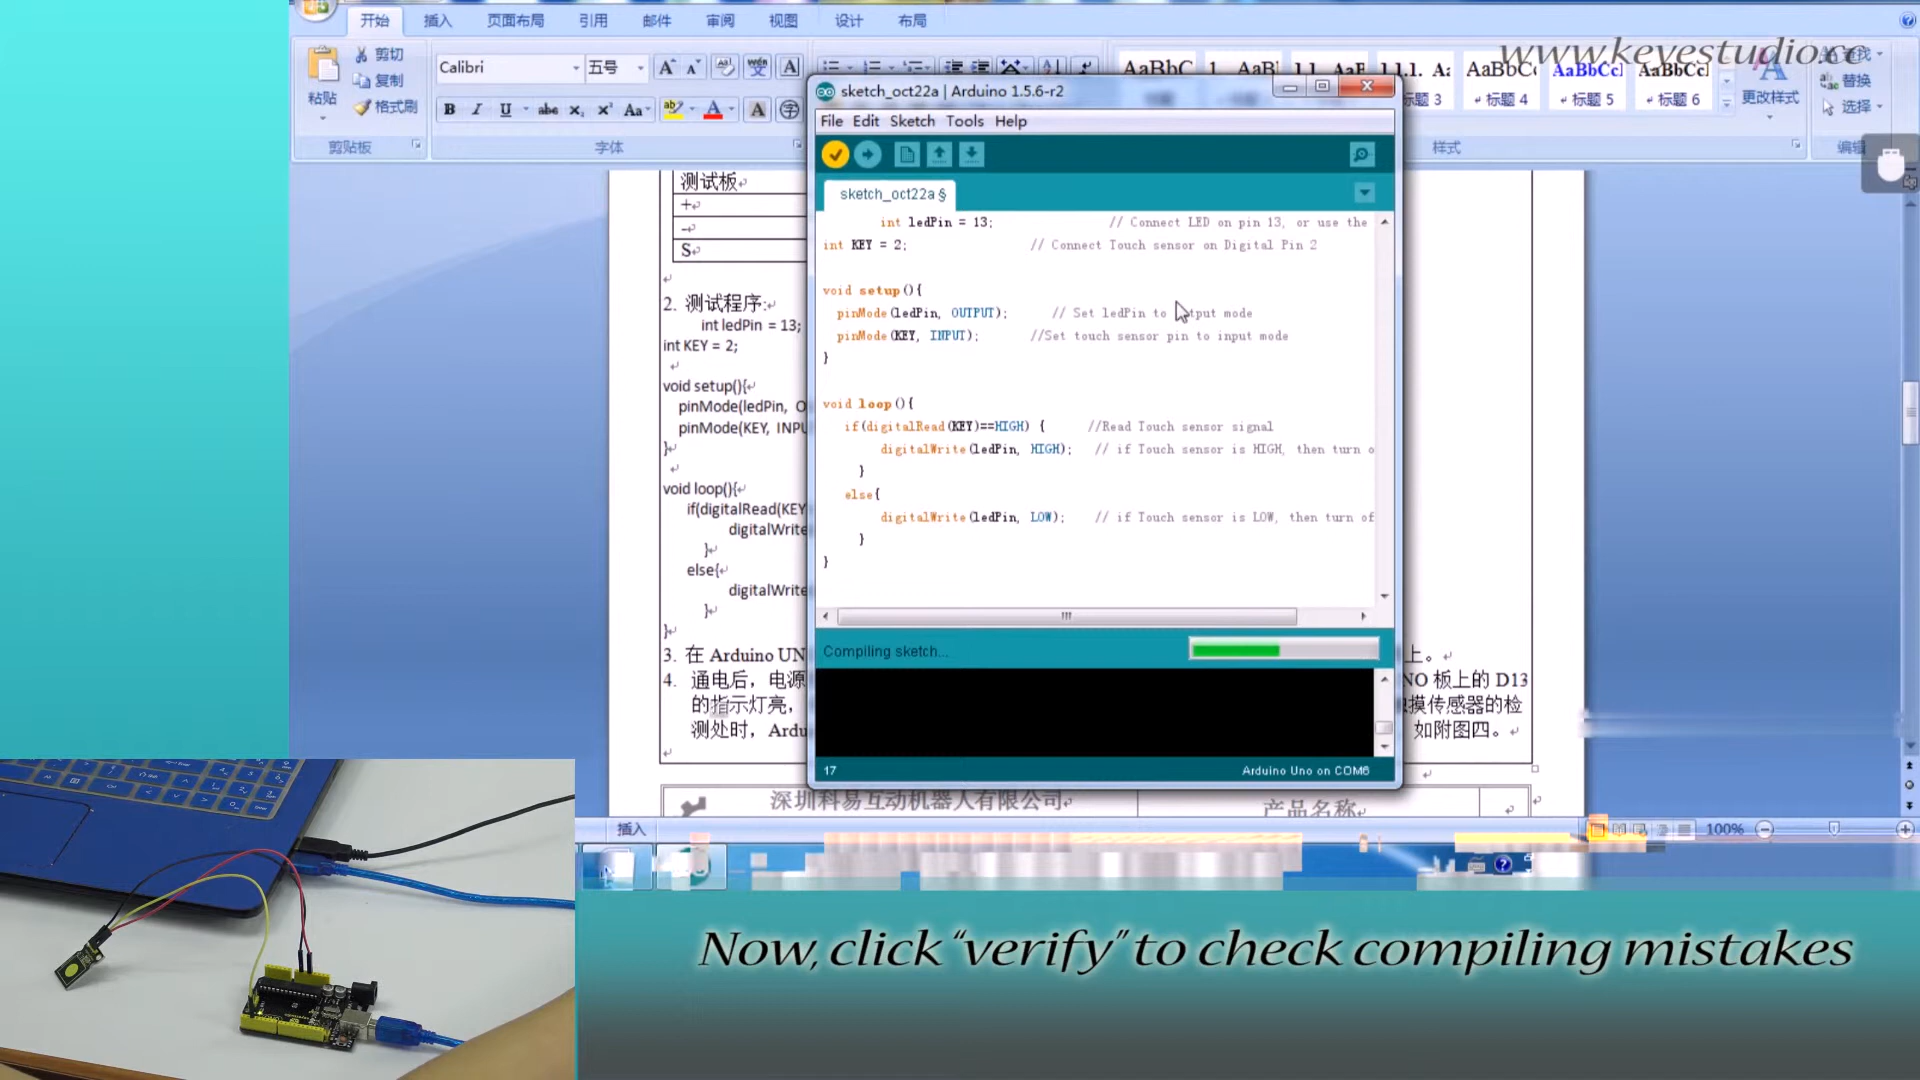 开始 插入 页面布局 引用 邮件 审阅 视图 设计 布局
www.keyestudio.cc
剪切
复制
格式刷
粘贴
剪贴板
Calibri 五号
字体
标题 3 标题 4 标题 5 标题 6
更改样式
替换
选择
样式
编辑
sketch_oct22a | Arduino 1.5.6-r2
File Edit Sketch Tools Help
sketch_oct22a §
int ledPin = 13; // Connect LED on pin 13, or use the
int KEY = 2; // Connect Touch sensor on Digital Pin 2
void setup(){
pinMode(ledPin, OUTPUT); // Set ledPin to output mode
pinMode(KEY, INPUT); //Set touch sensor pin to input mode
}
void loop(){
if(digitalRead(KEY)==HIGH) { //Read Touch sensor signal
digitalWrite(ledPin, HIGH); // if Touch sensor is HIGH, then turn o
}
else{
digitalWrite(ledPin, LOW); // if Touch sensor is LOW, then turn of
}
}
Compiling sketch...
17 Arduino Uno on COM6
测试板
+
-
S
2. 测试程序:
int ledPin = 13;
int KEY = 2;
void setup(){
pinMode(ledPin, O
pinMode(KEY, INPU
}
void loop(){
if(digitalRead(KEY
digitalWrite
}
else{
digitalWrite
}
}
3. 在 Arduino UN 上。
4. 通电后，电源 NO 板上的 D13
的指示灯亮， 摸传感器的检
测处时，Ardu 如附图四。
深圳科易互动机器人有限公司 产品名称
插入 100%
Now, click “verify” to check compiling mistakes